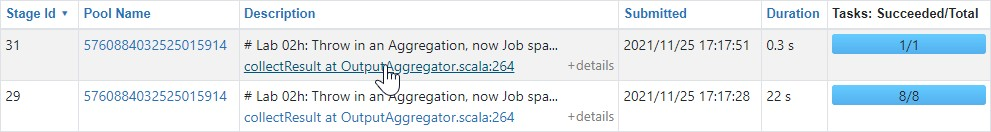 Stage Id ▾ Pool Name Description Submitted Duration Tasks: Succeeded/Total
31 5760884032525015914 # Lab 02h: Throw in an Aggregation, now Job spa... 2021/11/25 17:17:51 0.3 s 1/1
collectResult at OutputAggregator.scala:264 +details
29 5760884032525015914 # Lab 02h: Throw in an Aggregation, now Job spa... 2021/11/25 17:17:28 22 s 8/8
collectResult at OutputAggregator.scala:264 +details